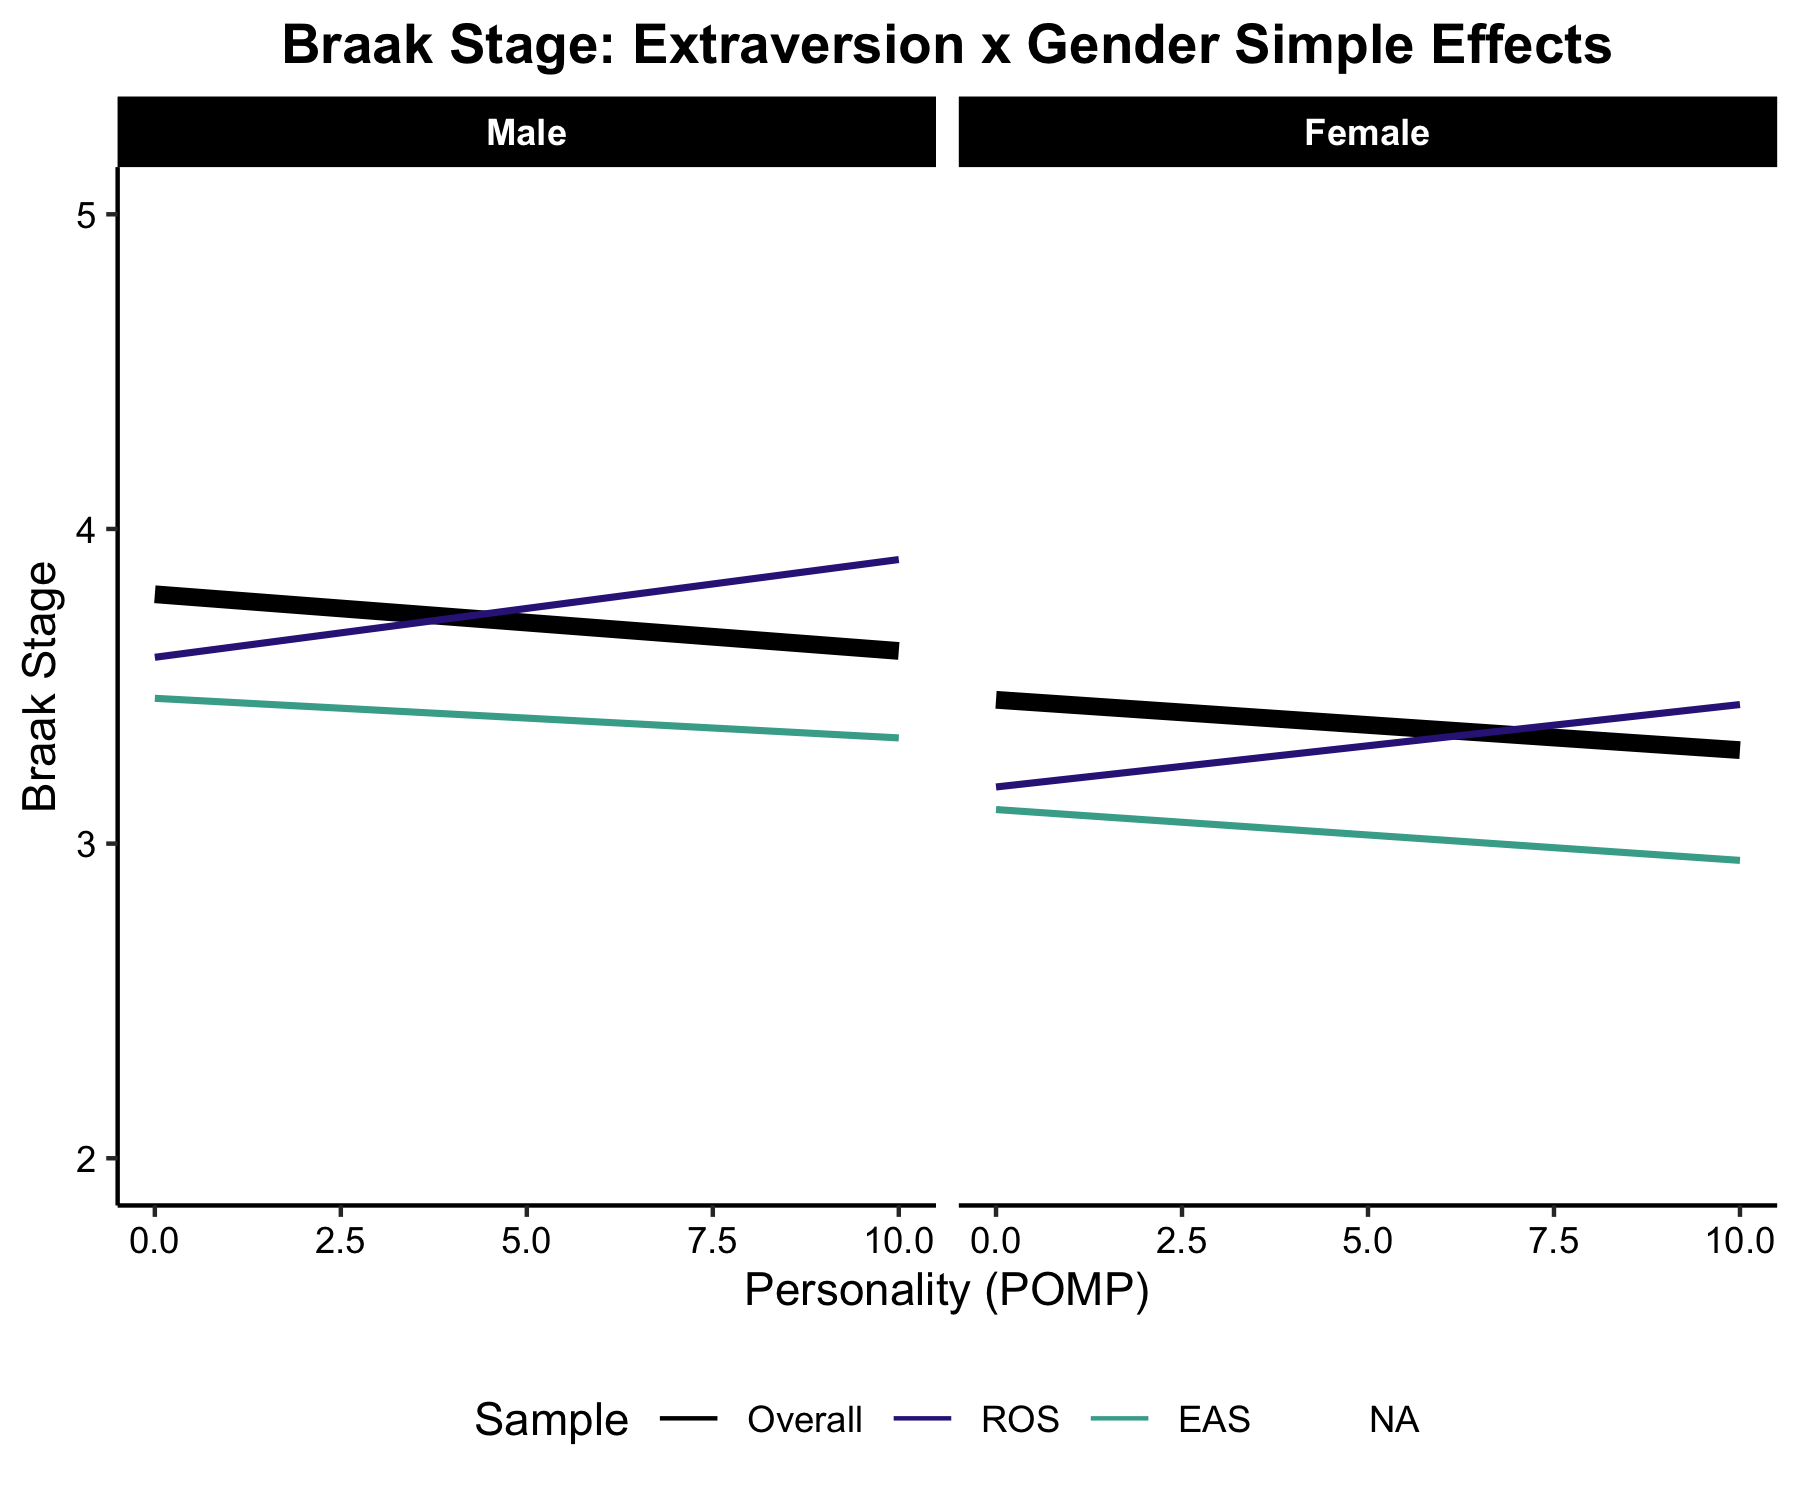 Braak Stage: Extraversion x Gender Simple Effects
Male
Female
Braak Stage
5
4
3
2
0.0 2.5 5.0 7.5 10.0 0.0 2.5 5.0 7.5 10.0
Personality (POMP)
Sample Overall ROS EAS NA